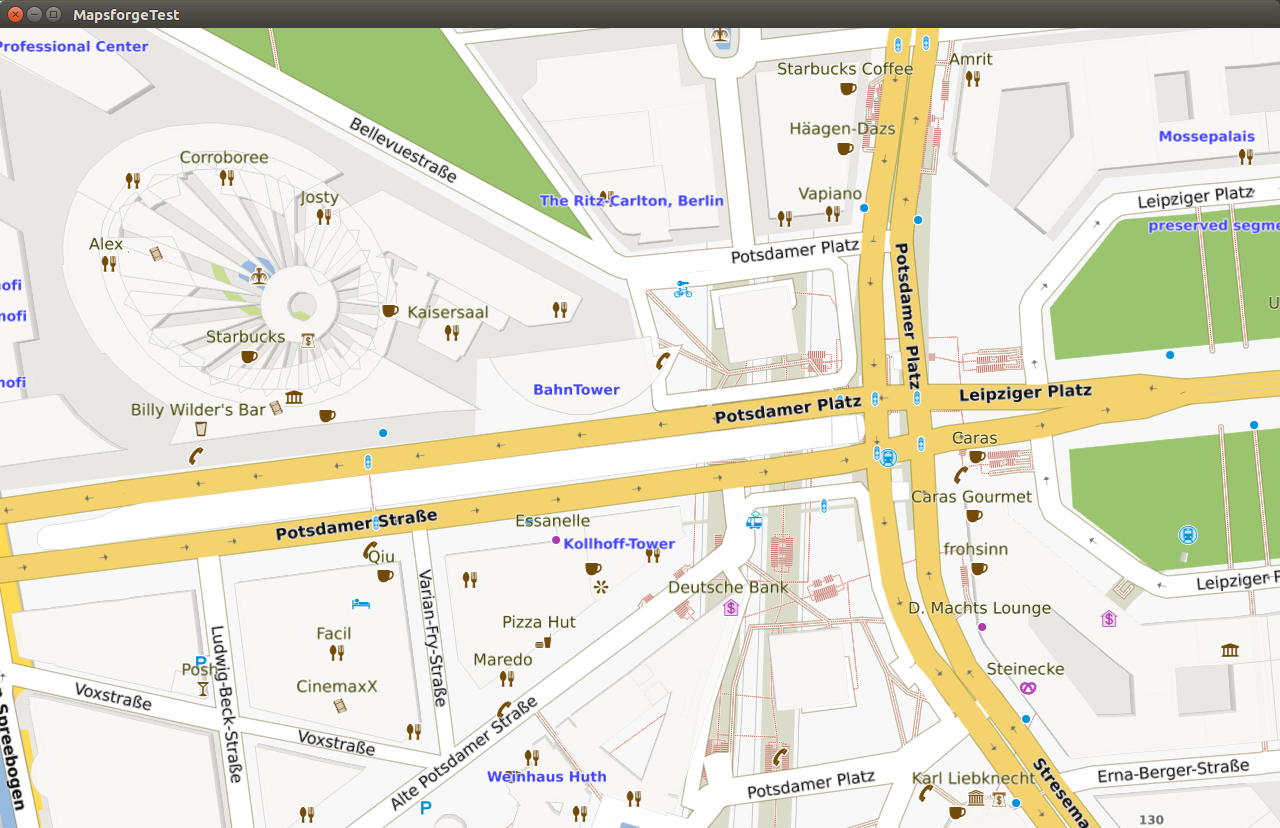 MapsforgeTest
Professional Center
Starbucks Coffee
Amrit
Bellevuestraße
Häagen-Dazs
Mossepalais
Corroboree
Josty
The Ritz-Carlton, Berlin
Vapiano
Leipziger Platz
preserved segme
Alex
Potsdamer Platz
Potsdamer Platz
nofi
U
Kaisersaal
nofi
Starbucks
nofi
BahnTower
Leipziger Platz
Billy Wilder's Bar
Potsdamer Platz
Caras
Caras Gourmet
Potsdamer Straße
Essanelle
Kollhoff-Tower
frohsinn
Qiu
Varian-Fry-Straße
Deutsche Bank
Leipziger P
D. Machts Lounge
Pizza Hut
Facil
Ludwig-Beck-Straße
Maredo
Posh
Steinecke
CinemaxX
Voxstraße
Spreebogen
Voxstraße
Alte Potsdamer Straße
Weinhaus Huth
Potsdamer Platz
Karl Liebknecht
Stresema
Erna-Berger-Straße
P
P
130